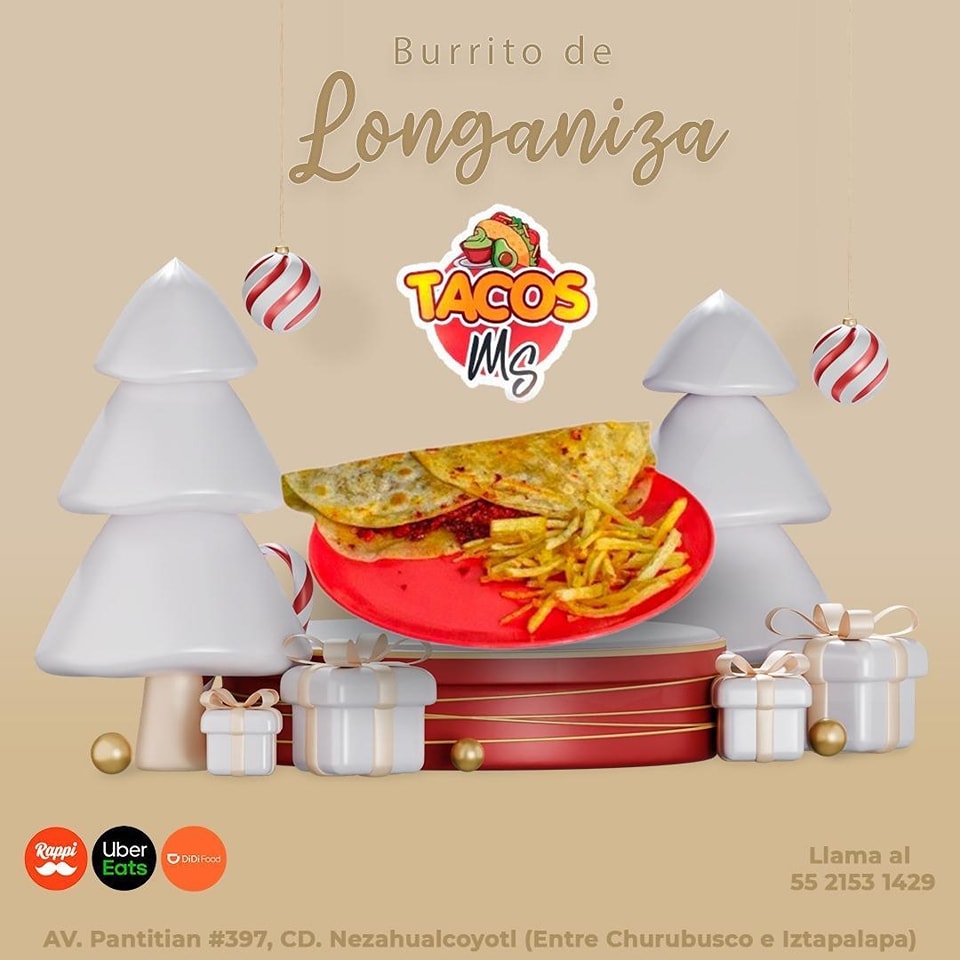 Burrito de
Longaniza
TACOS
MS
Rappi
Uber
Eats
DiDi Food
Llama al
55 2153 1429
AV. Pantitian #397, CD. Nezahualcoyotl (Entre Churubusco e Iztapalapa)